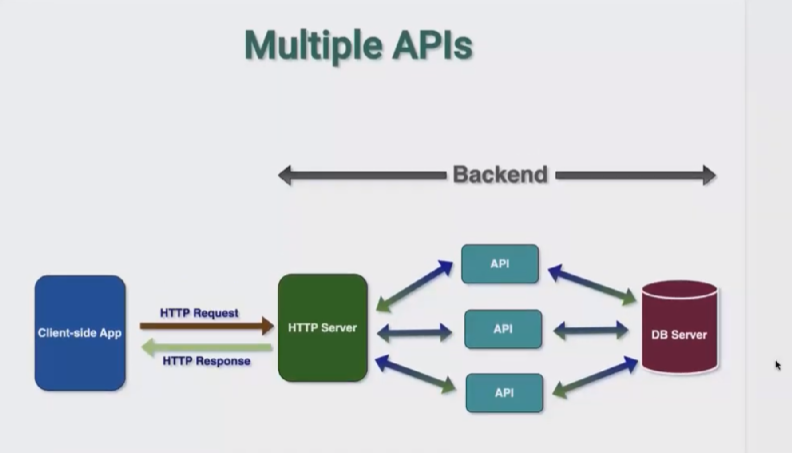 Multiple APIs
Backend
API
Client-side App
HTTP Request
HTTP Response
HTTP Server
API
DB Server
API